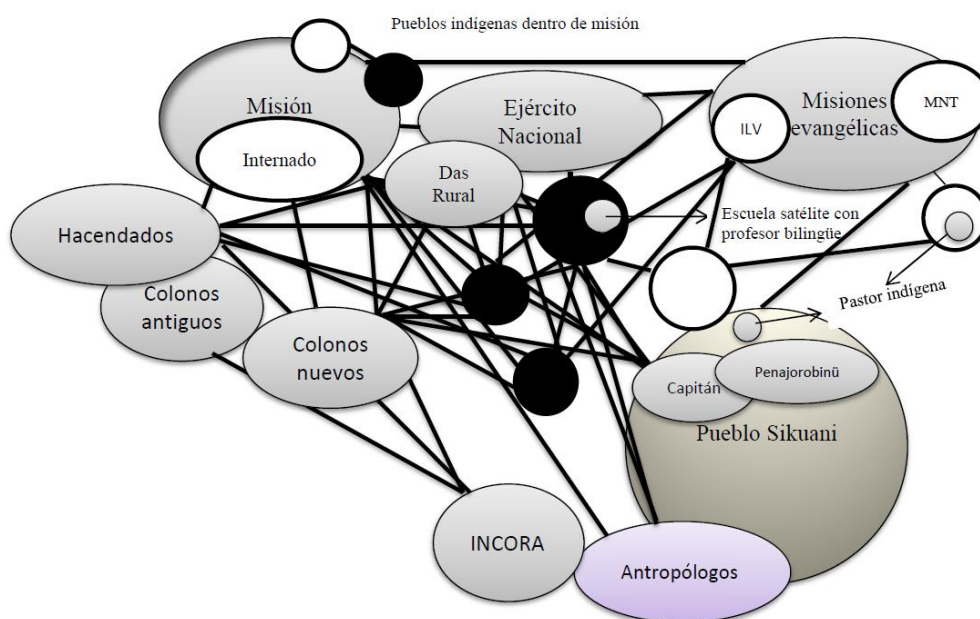 Pueblos indígenas dentro de misión
Misión
Internado
Ejército
Nacional
Das
Rural
Misiones
evangélicas
MNT
ILV
Escuela satélite con
profesor bilingüe
Pastor indígena
Hacendados
Colonos
antiguos
Colonos
nuevos
Capitán
Penajorobinü
Pueblo Sikuani
INCORA
Antropólogos